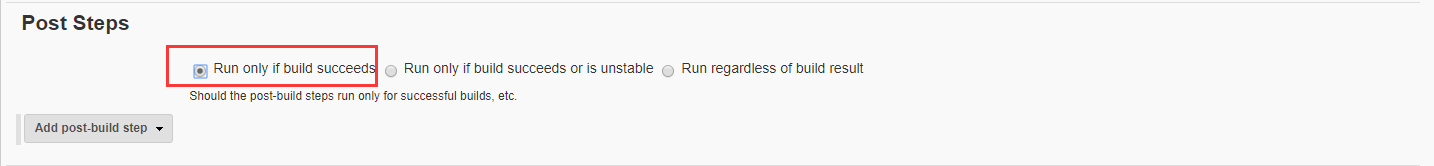 Post Steps
Run only if build succeeds Run only if build succeeds or is unstable Run regardless of build result
Should the post-build steps run only for successful builds, etc.
Add post-build step